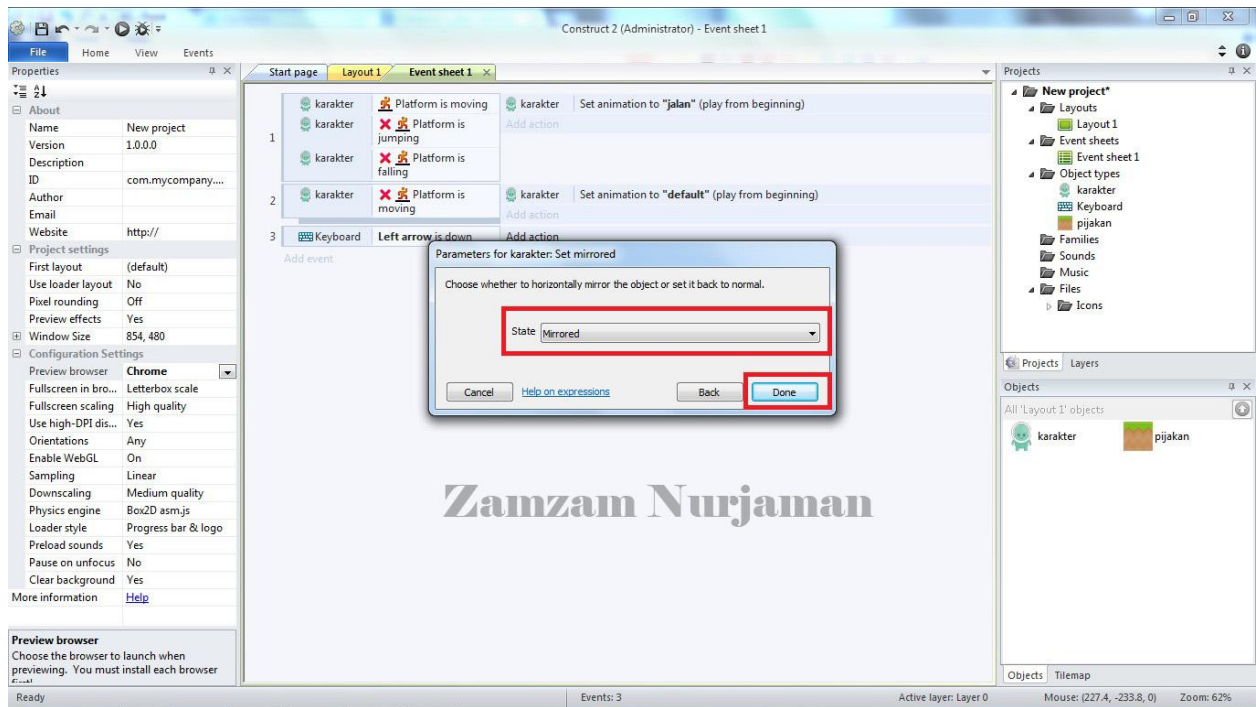 Construct 2 (Administrator) - Event sheet 1
File Home View Events
Properties
About
Name New project
Version 1.0.0.0
Description
ID com.mycompany....
Author
Email
Website http://
Project settings
First layout (default)
Use loader layout No
Pixel rounding Off
Preview effects Yes
Window Size 854, 480
Configuration Settings
Preview browser Chrome
Fullscreen in bro... Letterbox scale
Fullscreen scaling High quality
Use high-DPI dis... Yes
Orientations Any
Enable WebGL On
Sampling Linear
Downscaling Medium quality
Physics engine Box2D asm.js
Loader style Progress bar & logo
Preload sounds Yes
Pause on unfocus No
Clear background Yes
More information Help
Preview browser
Choose the browser to launch when
previewing. You must install each browser
Start page Layout 1 Event sheet 1
karakter Platform is moving karakter Set animation to "jalan" (play from beginning)
karakter Platform is Add action
1 jumping
karakter Platform is
falling
2 karakter Platform is karakter Set animation to "default" (play from beginning)
moving Add action
3 Keyboard Left arrow is down Add action
Add event
Parameters for karakter: Set mirrored
Choose whether to horizontally mirror the object or set it back to normal.
State Mirrored
Cancel Help on expressions Back Done
Zamzam Nurjaman
Projects
New project*
Layouts
Layout 1
Event sheets
Event sheet 1
Object types
karakter
Keyboard
pijakan
Families
Sounds
Music
Files
Icons
Projects Layers
Objects
All 'Layout 1' objects
karakter pijakan
Objects Tilemap
Ready Events: 3 Active layer: Layer 0 Mouse: (227.4, -233.8, 0) Zoom: 62%